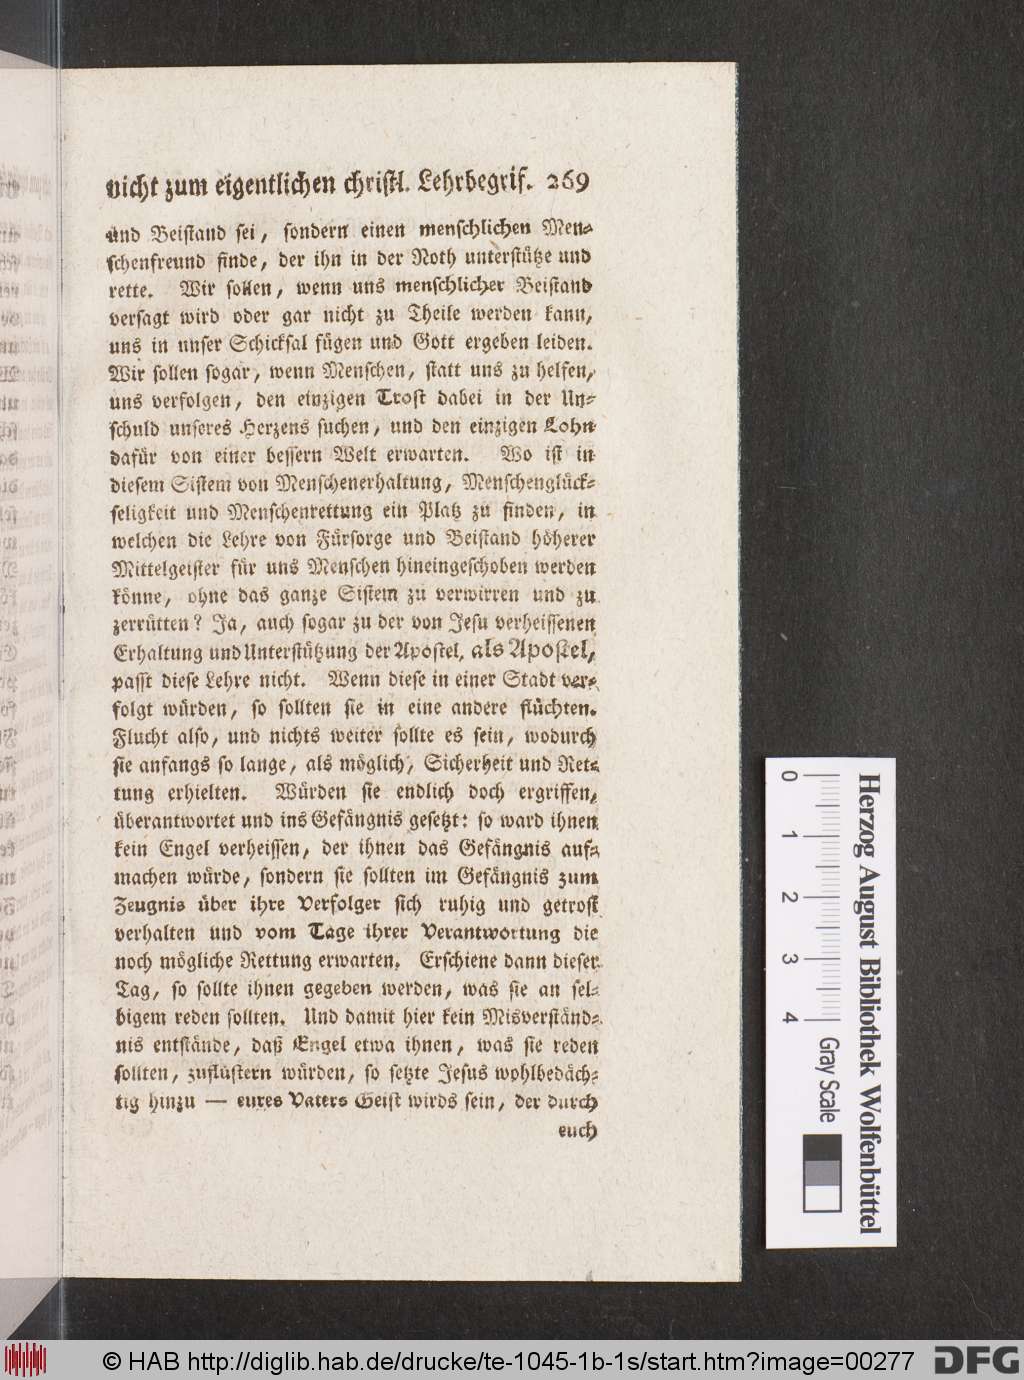 nicht zum eigentlichen christl. Lehrbegrif. 269
und Beistand sei, sondern einen menschlichen Men-
schenfreund finde, der ihn in der Noth unterstütze und
rette. Wir sollen, wenn uns menschlicher Beistand
versagt wird oder gar nicht zu Theile werden kann,
uns in unser Schicksal fügen und Gott ergeben leiden.
Wir sollen sogar, wenn Menschen, statt uns zu helfen,
uns verfolgen, den einzigen Trost dabei in der Un-
schuld unseres Herzens suchen, und den einzigen Lohn
dafür von einer bessern Welt erwarten. Wo ist in
diesem Sistem von Menschenerhaltung, Menschenglück-
seligkeit und Menschenrettung ein Platz zu finden, in
welchen die Lehre von Fürsorge und Beistand höherer
Mittelgeister für uns Menschen hineingeschoben werden
könne, ohne das ganze Sistem zu verwirren und zu
zerrütten? Ja, auch sogar zu der von Jesu verheissenen
Erhaltung und Unterstützung der Apostel, als Apostel,
passt diese Lehre nicht. Wenn diese in einer Stadt ver-
folgt würden, so sollten sie in eine andere flüchten.
Flucht also, und nichts weiter sollte es sein, wodurch
sie anfangs so lange, als möglich, Sicherheit und Ret-
tung erhielten. Würden sie endlich doch ergriffen,
überantwortet und ins Gefängnis gesetzt: so ward ihnen
kein Engel verheissen, der ihnen das Gefängnis auf-
machen würde, sondern sie sollten im Gefängnis zum
Zeugnis über ihre Verfolger sich ruhig und getrost
verhalten und vom Tage ihrer Verantwortung die
noch mögliche Rettung erwarten. Erschiene dann dieser
Tag, so sollte ihnen gegeben werden, was sie an sel-
bigem reden sollten. Und damit hier kein Misverständ-
nis entstände, daß Engel etwa ihnen, was sie reden
sollten, zuflüstern würden, so setzte Jesus wohlbedäch-
tig hinzu — eures Vaters Geist wirds sein, der durch
euch
Herzog August Bibliothek Wolfenbüttel
0 1 2 3 4 Gray Scale
© HAB http://diglib.hab.de/drucke/te-1045-1b-1s/start.htm?image=00277 DFG